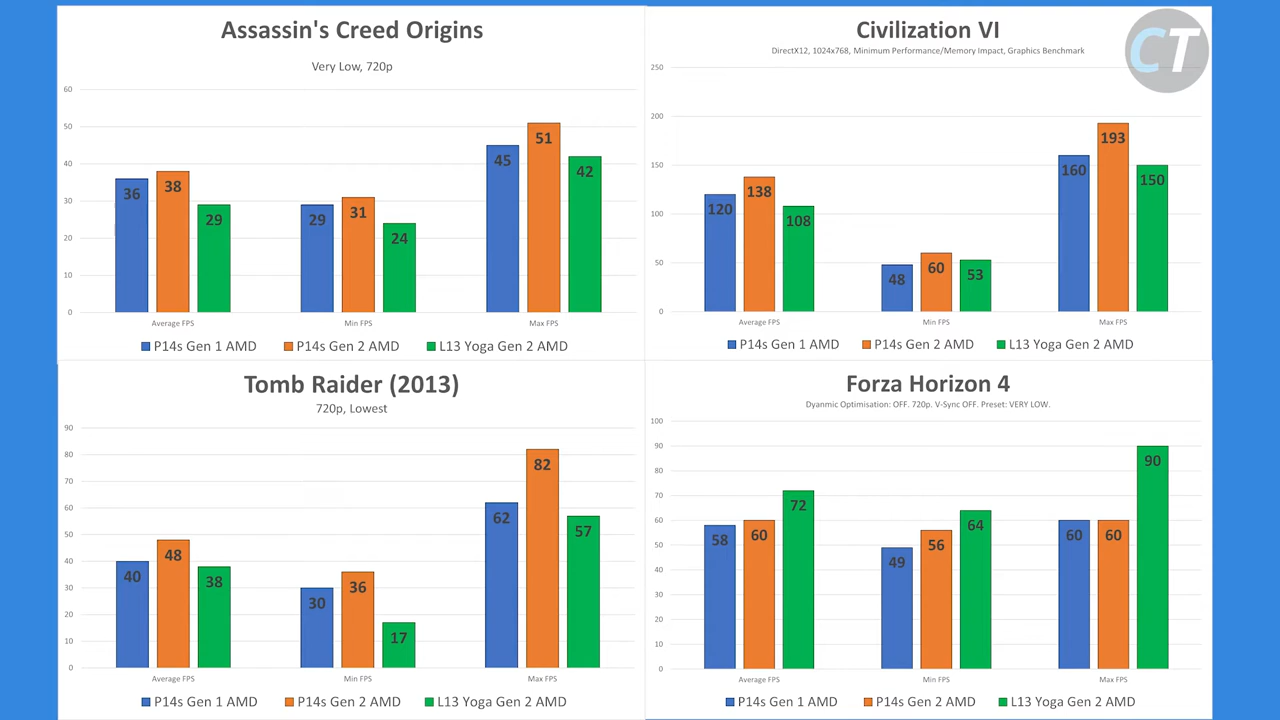 Assassin's Creed Origins
Very Low, 720p
60
50
40
30
20
10
0
36
38
29
29
31
24
45
51
42
Average FPS
Min FPS
Max FPS
P14s Gen 1 AMD
P14s Gen 2 AMD
L13 Yoga Gen 2 AMD
Civilization VI
DirectX12, 1024x768, Minimum Performance/Memory Impact, Graphics Benchmark
CT
250
200
150
100
50
0
120
138
108
48
60
53
160
193
150
Average FPS
Min FPS
Max FPS
P14s Gen 1 AMD
P14s Gen 2 AMD
L13 Yoga Gen 2 AMD
Tomb Raider (2013)
720p, Lowest
90
80
70
60
50
40
30
20
10
0
40
48
38
30
36
17
62
82
57
Average FPS
Min FPS
Max FPS
P14s Gen 1 AMD
P14s Gen 2 AMD
L13 Yoga Gen 2 AMD
Forza Horizon 4
Dyanmic Optimisation: OFF. 720p. V-Sync OFF. Preset: VERY LOW.
100
90
80
70
60
50
40
30
20
10
0
58
60
72
49
56
64
60
60
90
Average FPS
Min FPS
Max FPS
P14s Gen 1 AMD
P14s Gen 2 AMD
L13 Yoga Gen 2 AMD